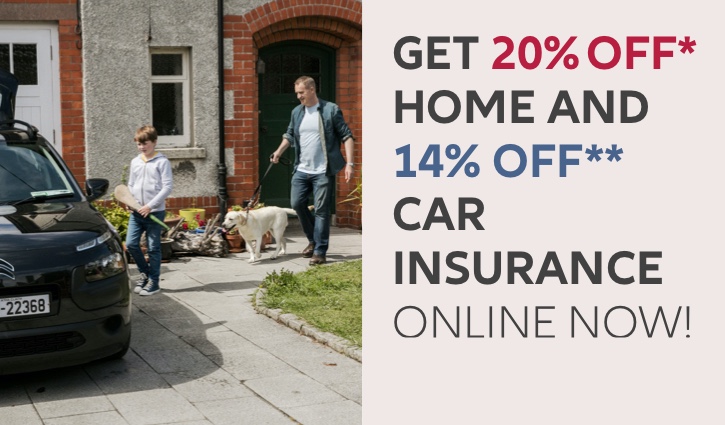 GET 20% OFF*
HOME AND
14% OFF**
CAR
INSURANCE
ONLINE NOW!
-22368